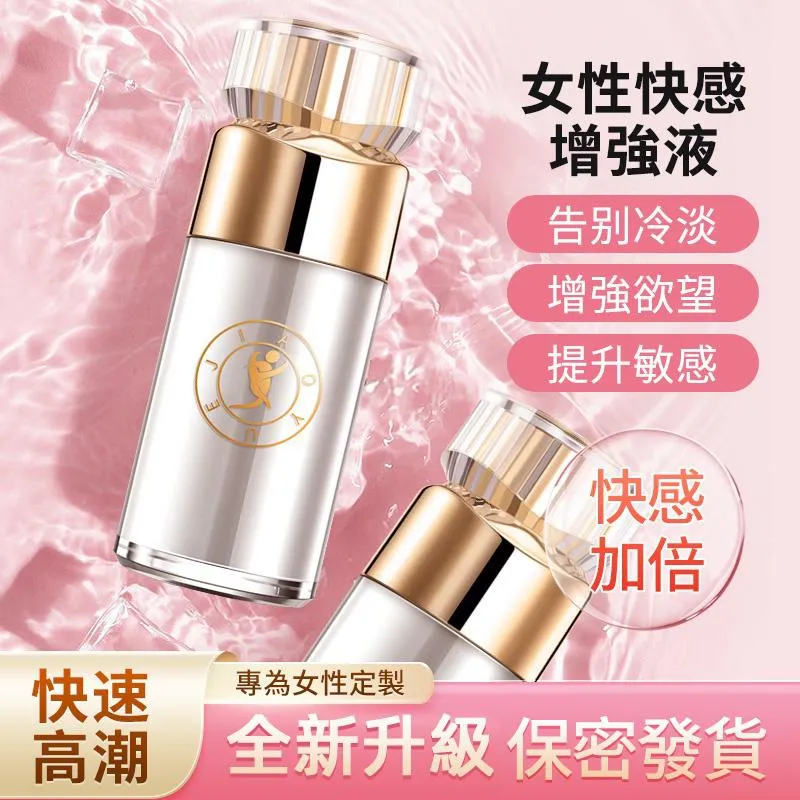 女性快感
增強液
告别冷淡
增強欲望
提升敏感
JIAOYUE
快感
加倍
快速
高潮
專為女性定製
全新升級 保密發貨